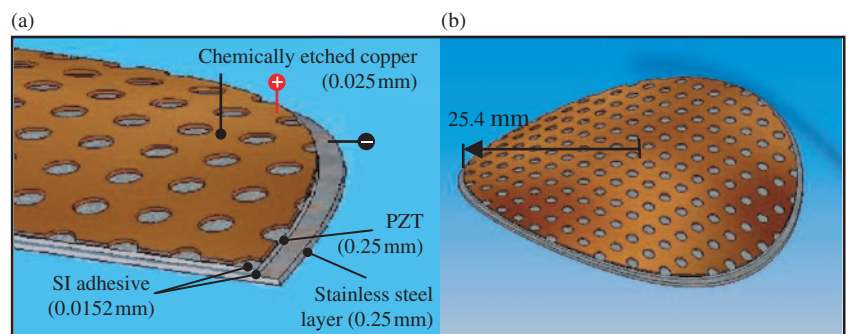 (a)
(b)
Chemically etched copper
(0.025 mm)
+
−
25.4 mm
PZT
(0.25 mm)
SI adhesive
(0.0152 mm)
Stainless steel
layer (0.25 mm)